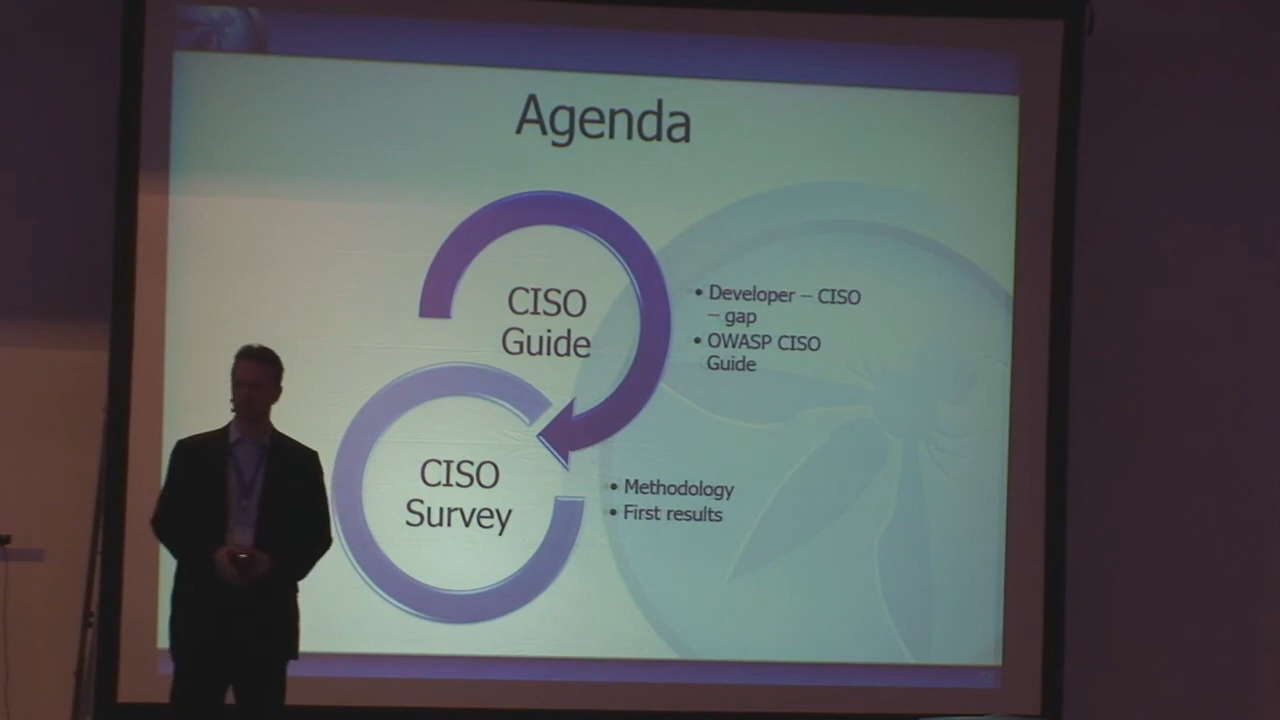 Agenda
CISO
Guide
• Developer – CISO
– gap
• OWASP CISO
Guide
CISO
Survey
• Methodology
• First results